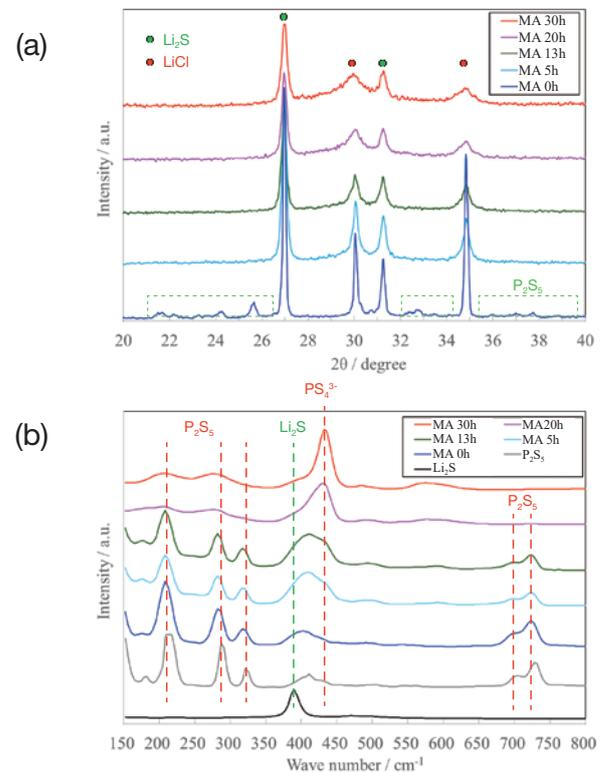 (a)
Li₂S
LiCl
MA 30h
MA 20h
MA 13h
MA 5h
MA 0h
Intensity / a.u.
P₂S₅
20 22 24 26 28 30 32 34 36 38 40
2θ / degree
(b)
PS₄³⁻
P₂S₅
Li₂S
MA 30h MA20h
MA 13h MA 5h
MA 0h P₂S₅
Li₂S
P₂S₅
Intensity / a.u.
150 200 250 300 350 400 450 500 550 600 650 700 750 800
Wave number / cm⁻¹